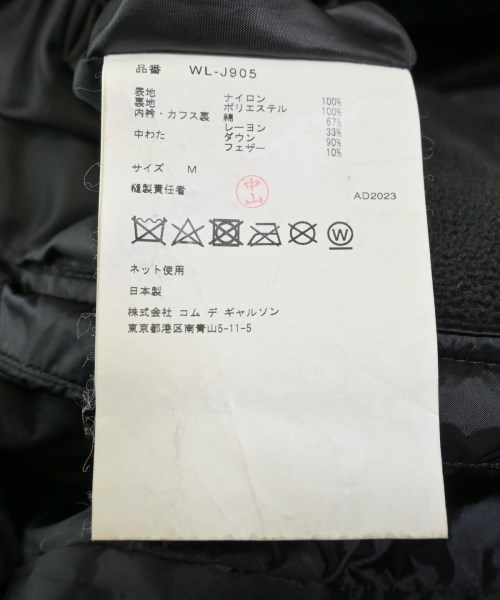 品番 WL-J905
表地 ナイロン 100%
裏地 ポリエステル 100%
内衿・カフス裏 綿 67%
レーヨン 33%
中わた ダウン 90%
フェザー 10%
サイズ M
縫製責任者 中山 AD2023
W
ネット使用
日本製
株式会社 コム デ ギャルソン
東京都港区南青山5-11-5